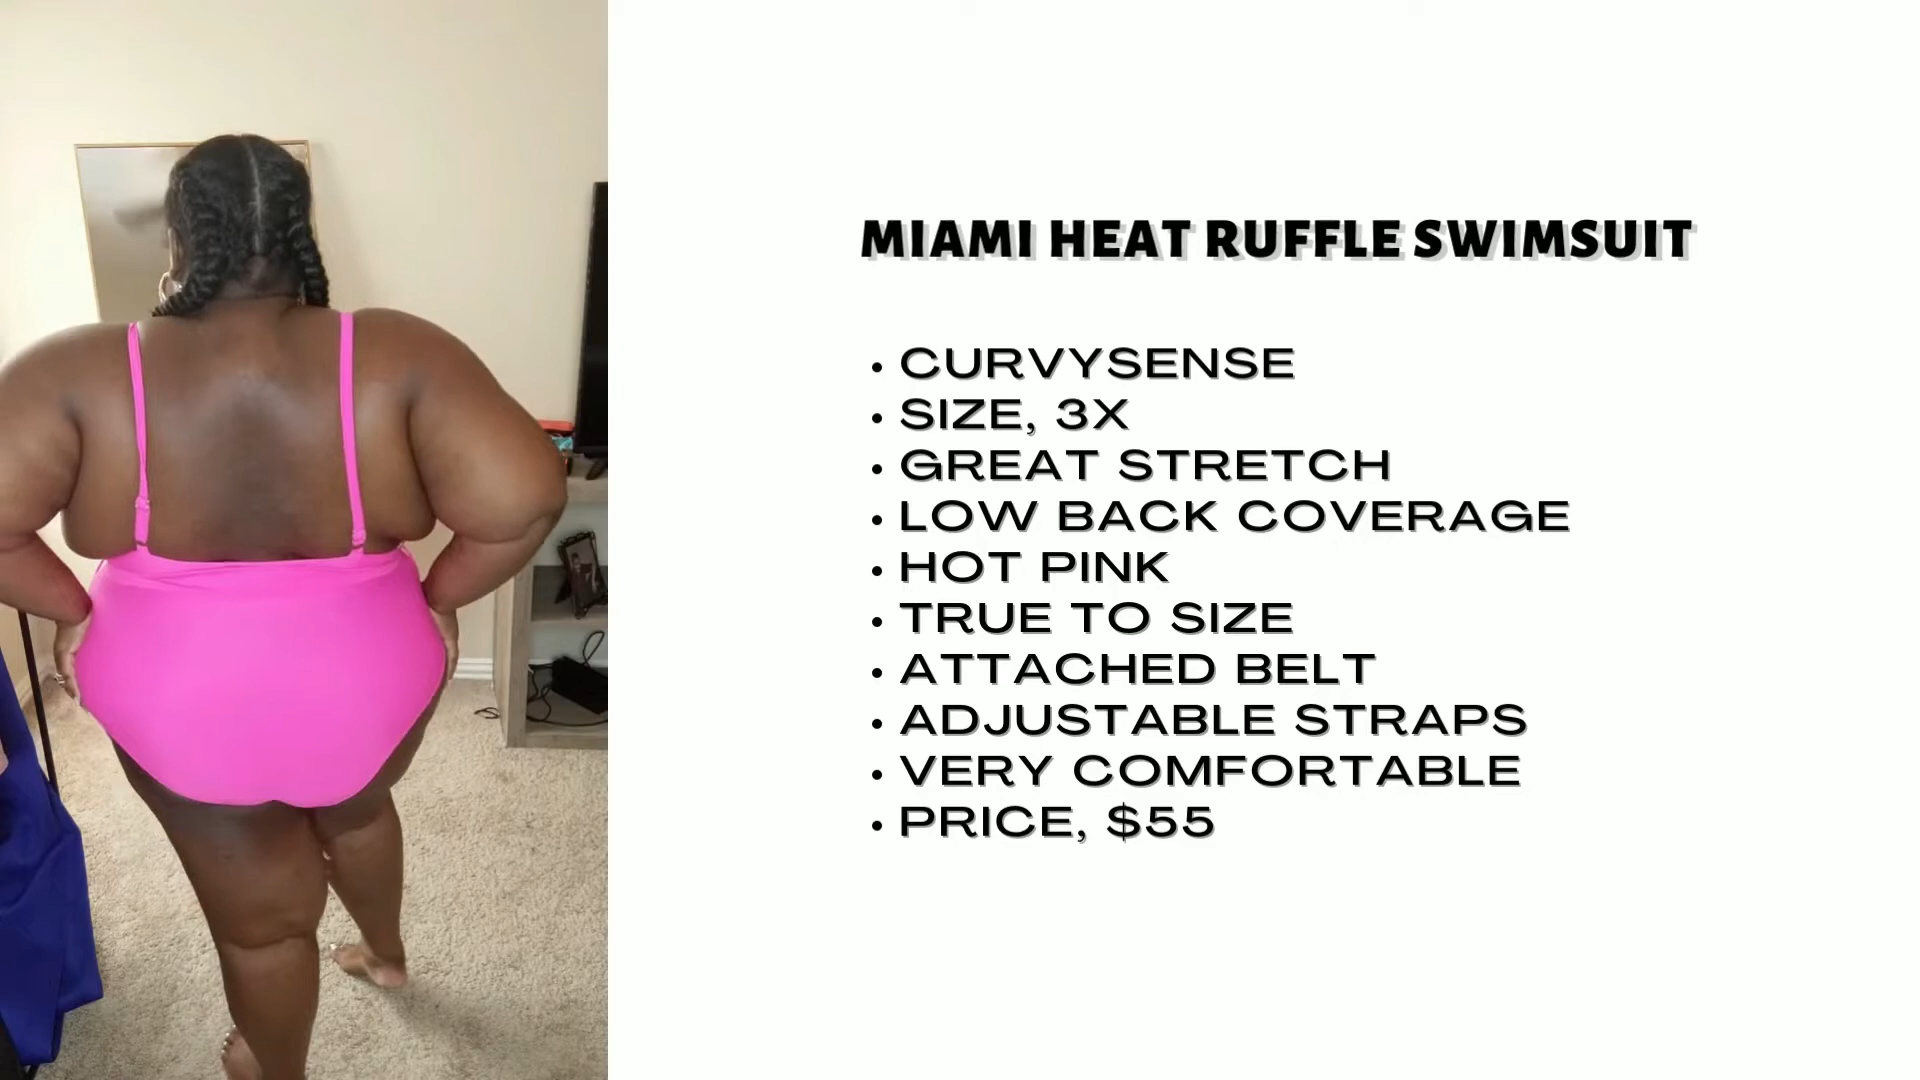 MIAMI HEAT RUFFLE SWIMSUIT
• CURVYSENSE
• SIZE, 3X
• GREAT STRETCH
• LOW BACK COVERAGE
• HOT PINK
• TRUE TO SIZE
• ATTACHED BELT
• ADJUSTABLE STRAPS
• VERY COMFORTABLE
• PRICE, $55